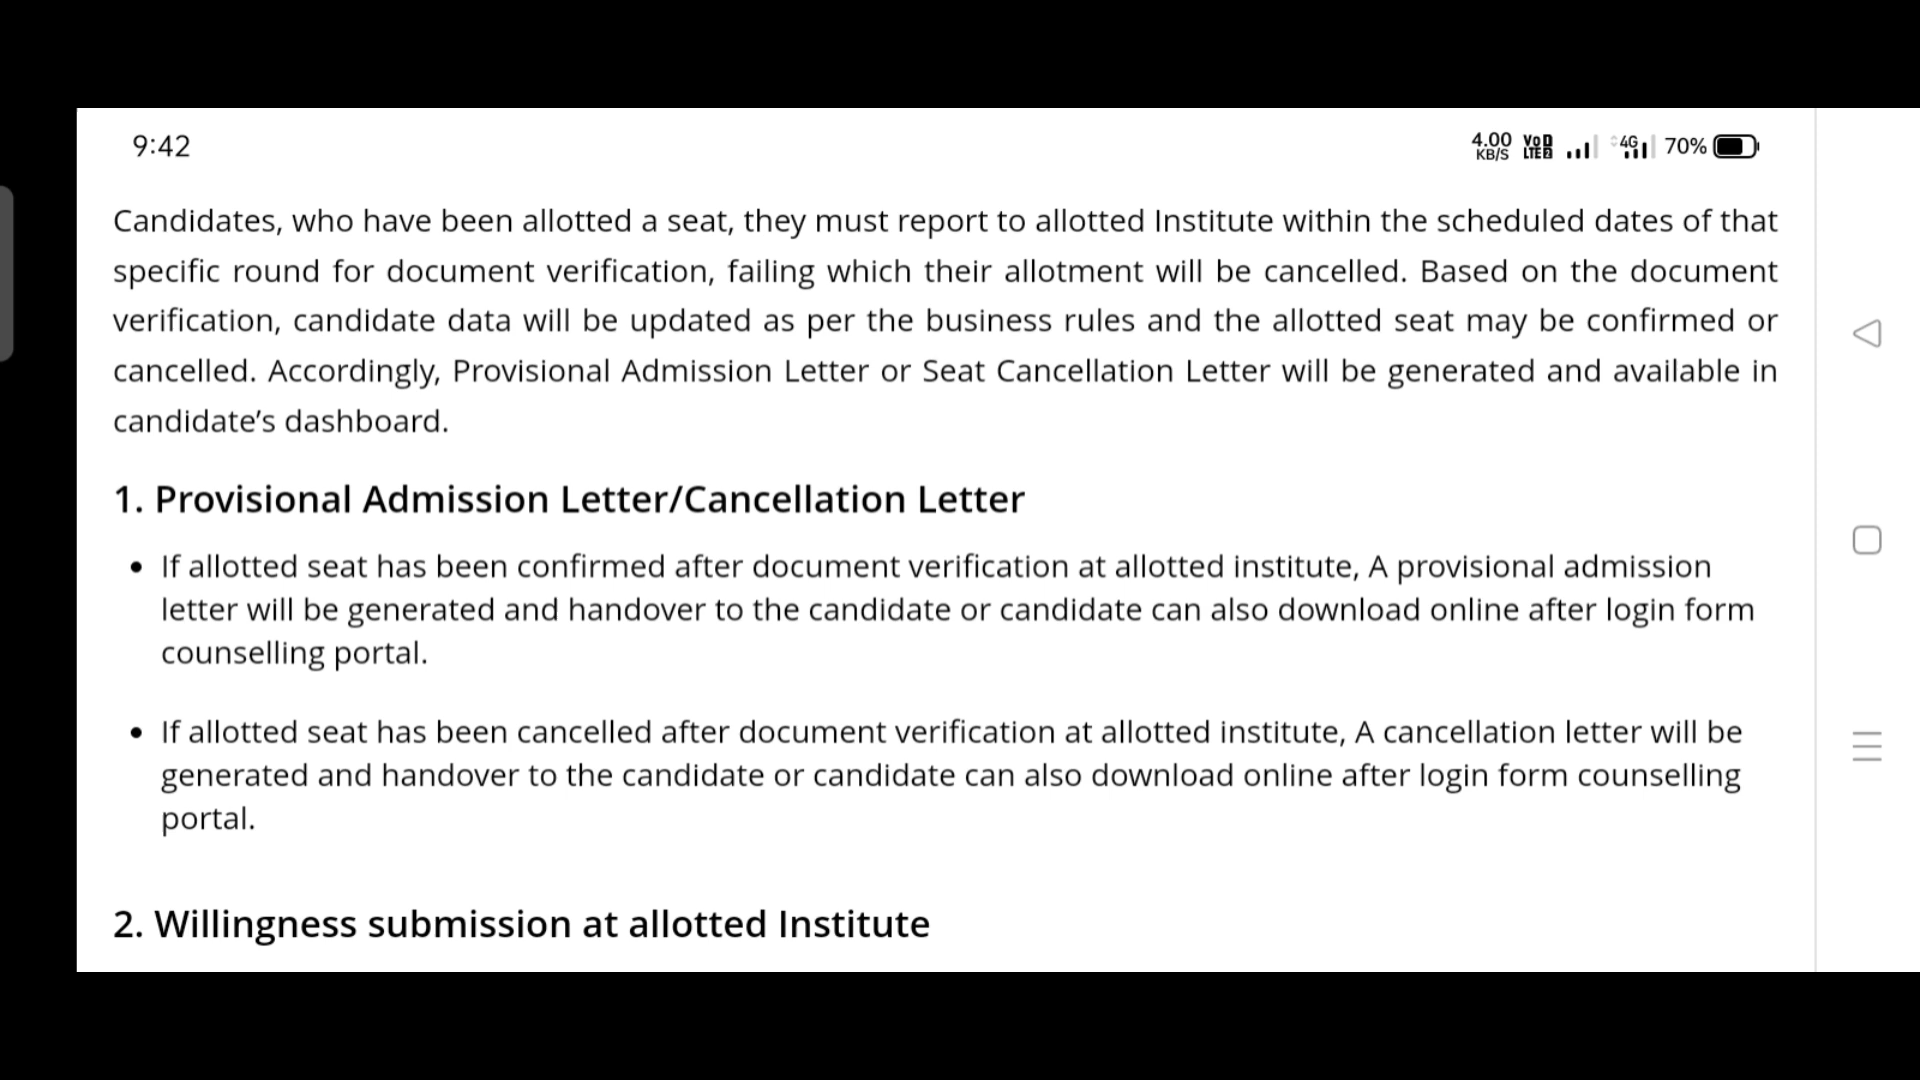 9:42
4.00 KB/S VoD LTE 2 4G 70%
Candidates, who have been allotted a seat, they must report to allotted Institute within the scheduled dates of that
specific round for document verification, failing which their allotment will be cancelled. Based on the document
verification, candidate data will be updated as per the business rules and the allotted seat may be confirmed or
cancelled. Accordingly, Provisional Admission Letter or Seat Cancellation Letter will be generated and available in
candidate’s dashboard.
1. Provisional Admission Letter/Cancellation Letter
• If allotted seat has been confirmed after document verification at allotted institute, A provisional admission
letter will be generated and handover to the candidate or candidate can also download online after login form
counselling portal.
• If allotted seat has been cancelled after document verification at allotted institute, A cancellation letter will be
generated and handover to the candidate or candidate can also download online after login form counselling
portal.
2. Willingness submission at allotted Institute